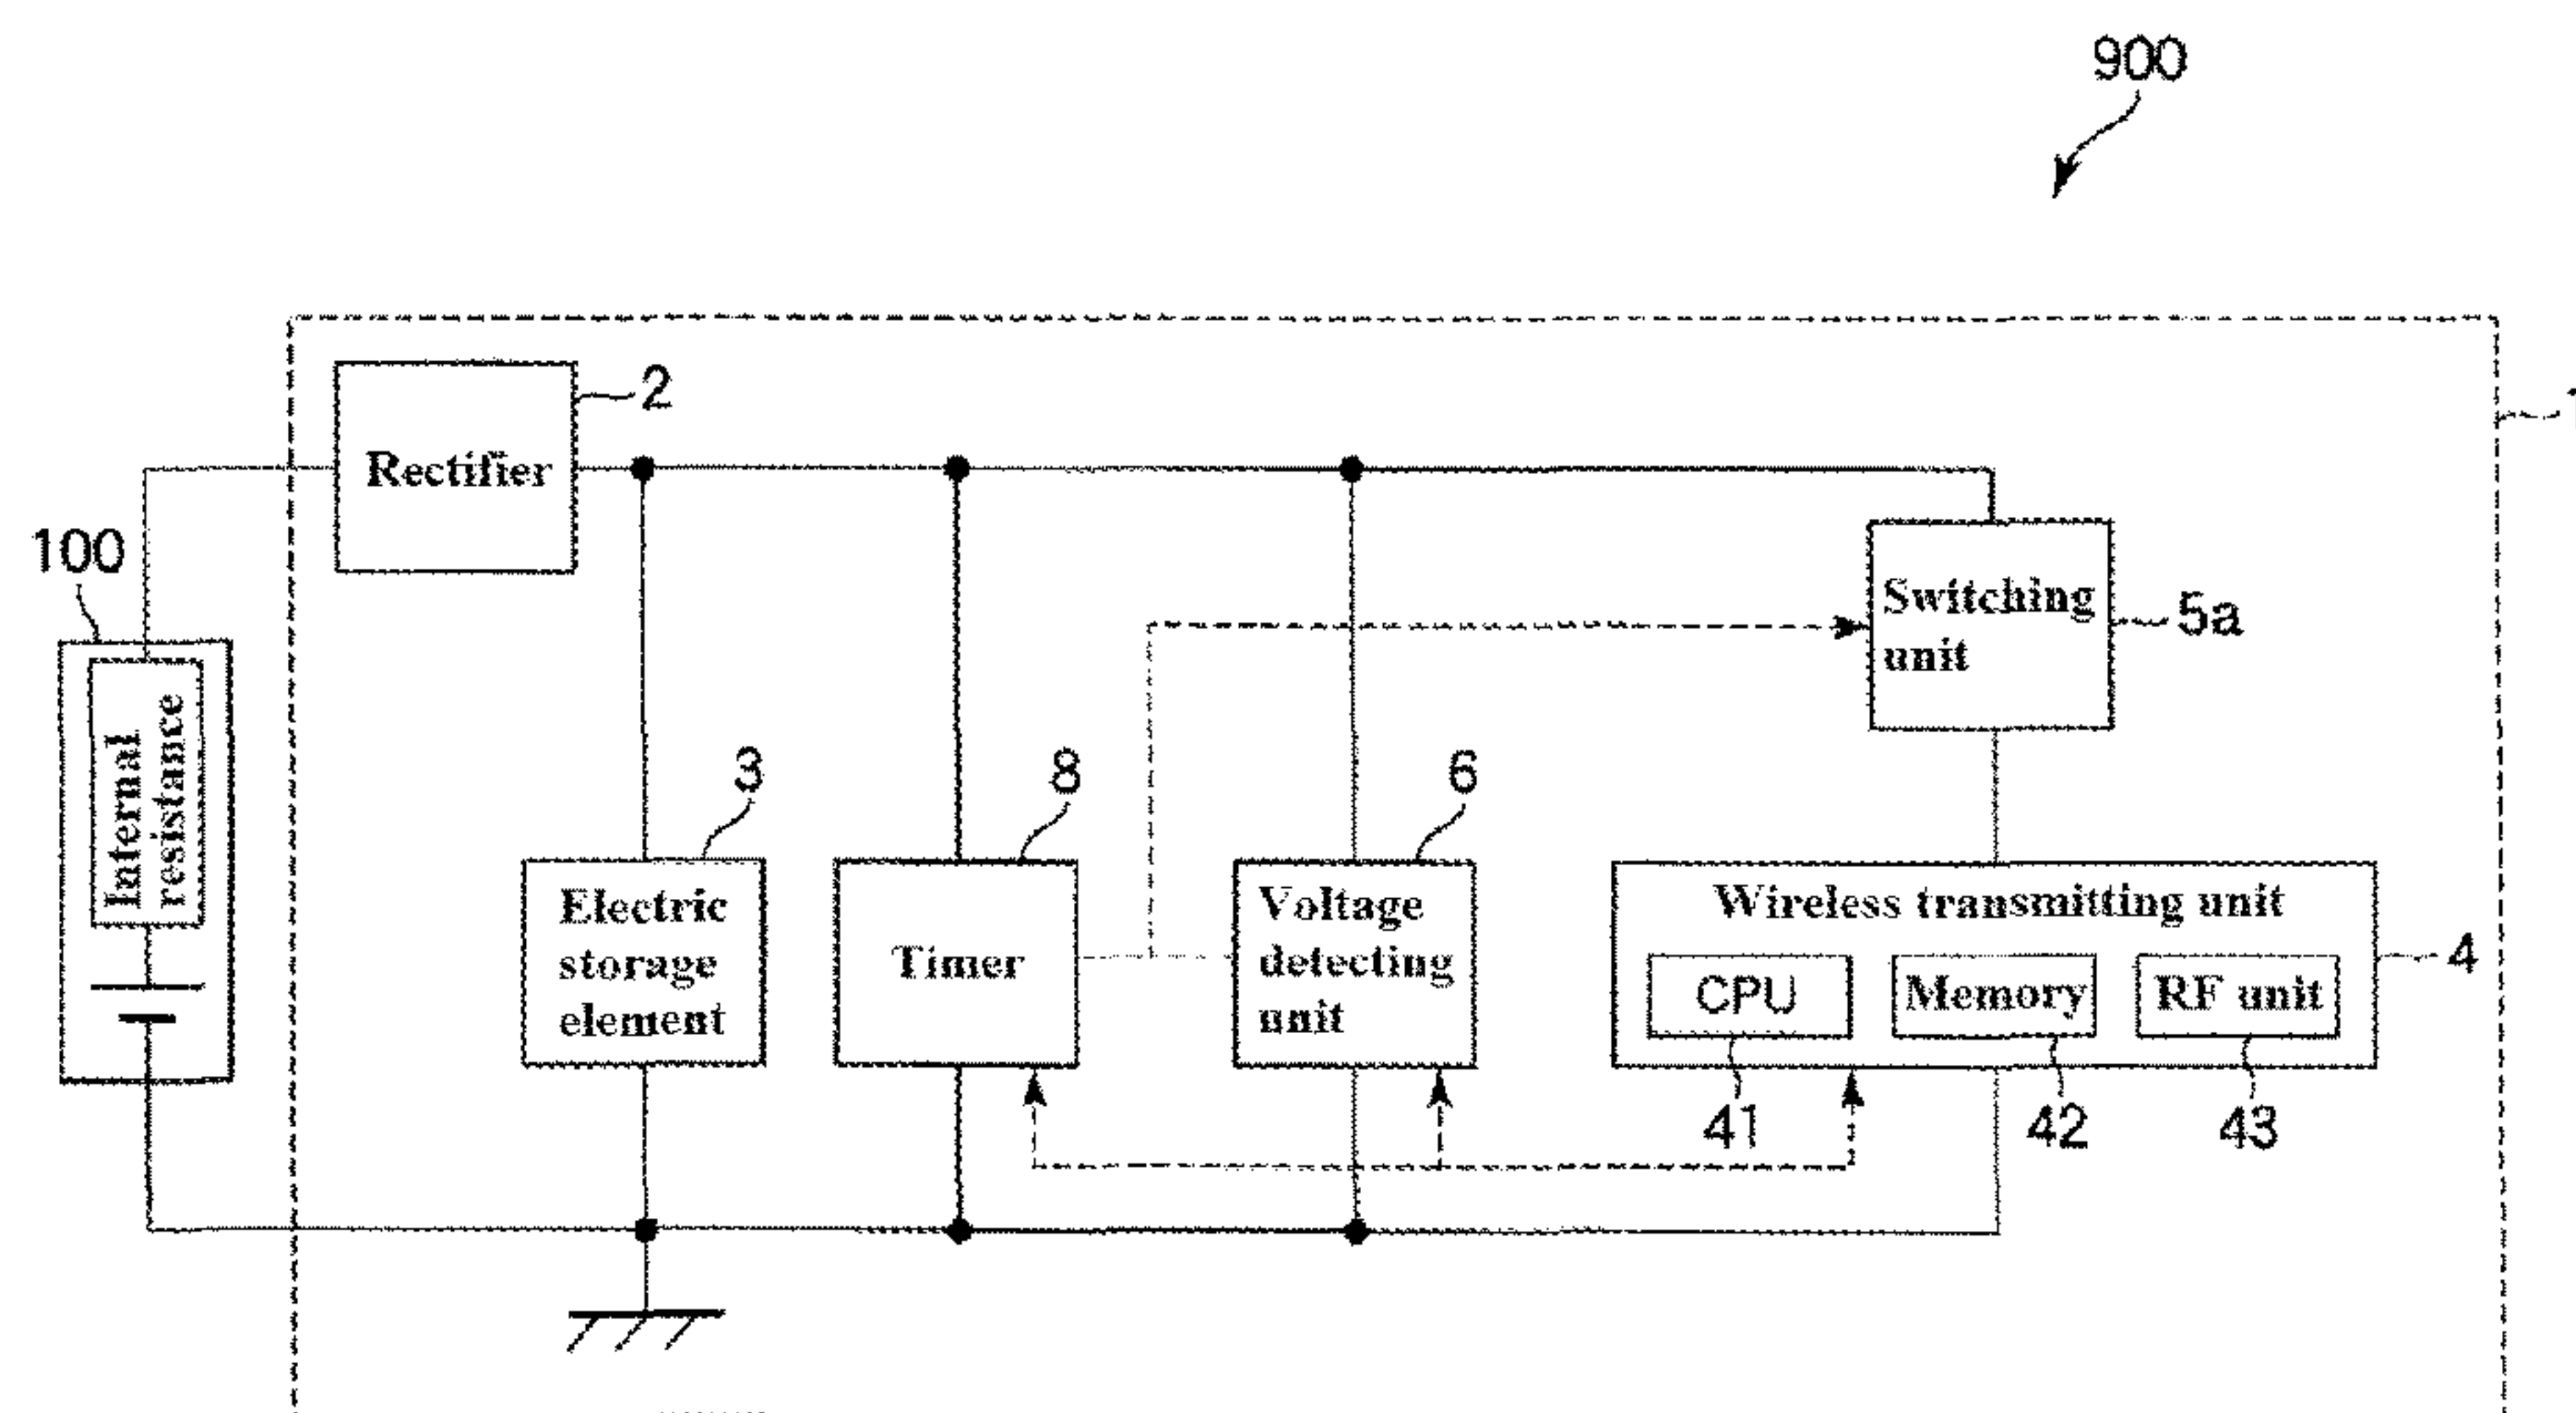 900
2
Rectifier
1
100
Switching
unit
5a
Internal
resistance
3
8
6
Electric
storage
element
Timer
Voltage
detecting
unit
Wireless transmitting unit
4
CPU
Memory
RF unit
41
42
43